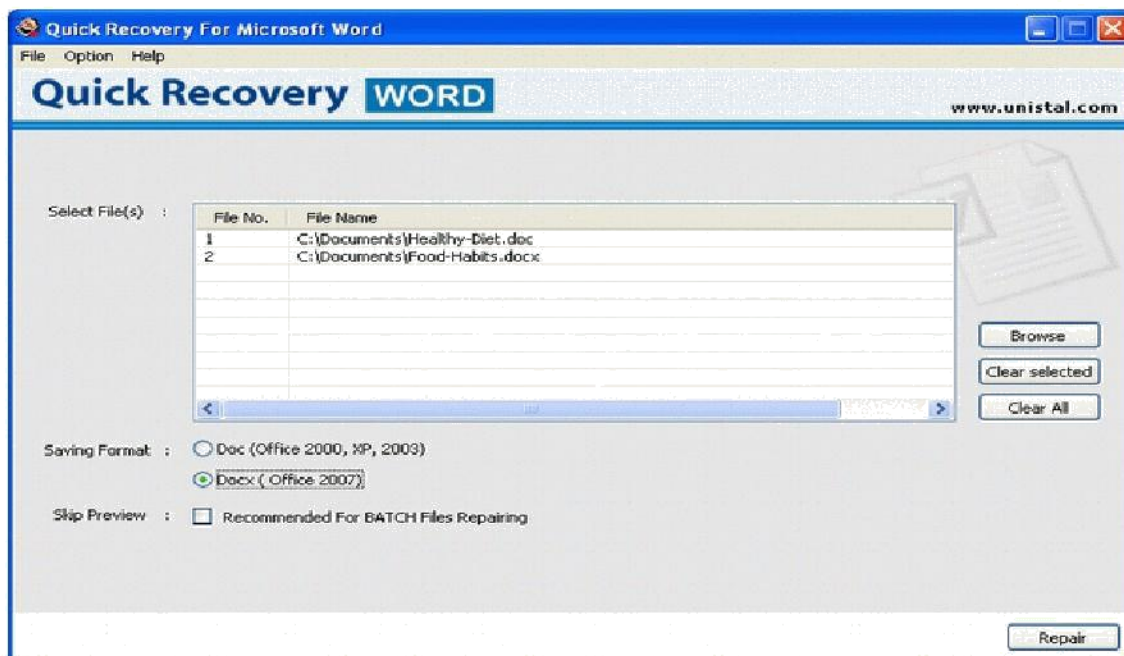 Quick Recovery For Microsoft Word
File Option Help
Quick Recovery WORD
www.unistal.com
Select File(s) :
File No. File Name
1 C:\Documents\Healthy-Diet.doc
2 C:\Documents\Food-Habits.docx
Browse
Clear selected
Clear All
Saving Format : Doc (Office 2000, XP, 2003)
Docx ( Office 2007)
Skip Preview : Recommended For BATCH Files Repairing
Repair